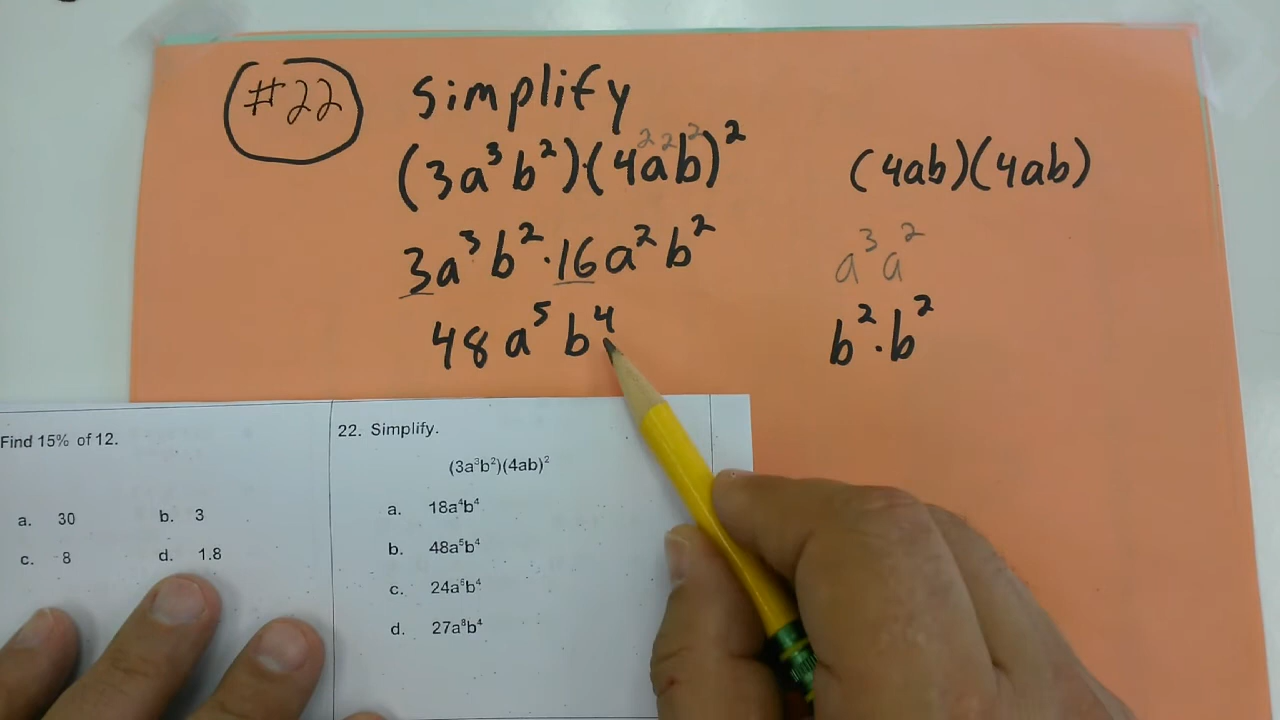 #22 Simplify
(3a³b²)·(4²a²b²)²
(4ab)(4ab)
3a³b²·16a²b²
a³a²
48a⁵b⁴
b²·b²
Find 15% of 12.
a. 30 b. 3
c. 8 d. 1.8
22. Simplify.
(3a³b²)(4ab)²
a. 18a⁴b⁴
b. 48a⁵b⁴
c. 24a⁵b⁴
d. 27a⁸b⁴